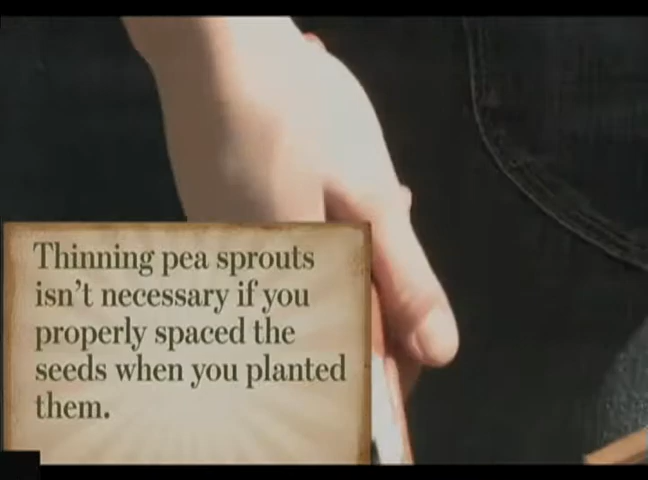 Thinning pea sprouts
isn't necessary if you
properly spaced the
seeds when you planted
them.